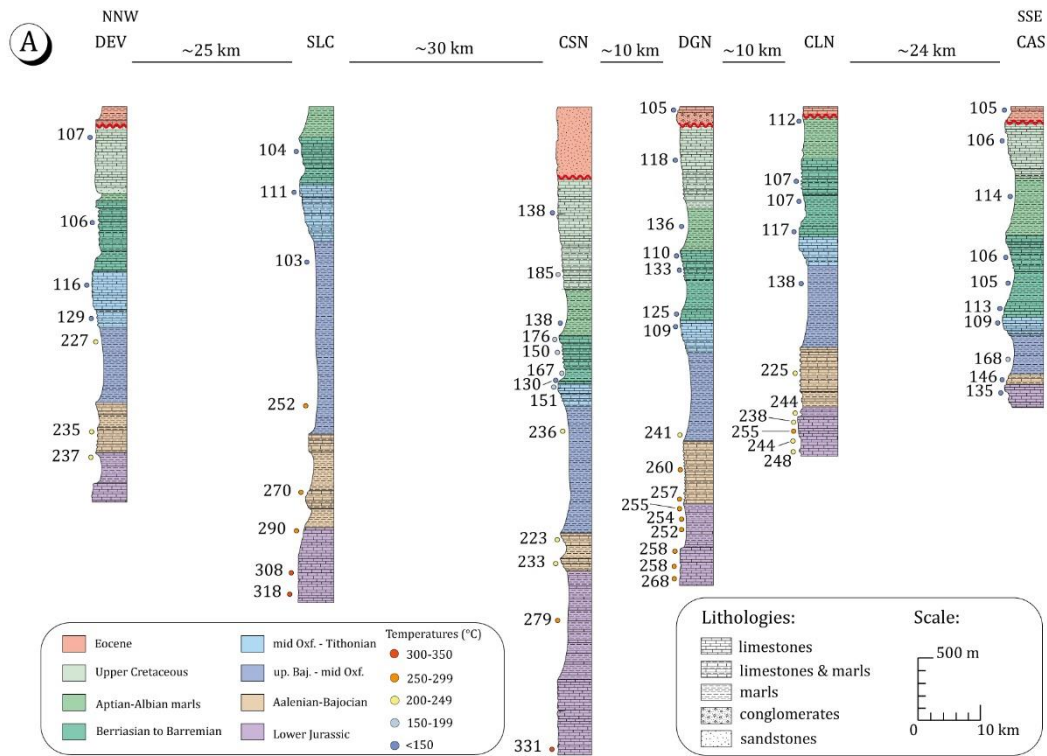 A
NNW
DEV
~25 km
SLC
~30 km
CSN
~10 km
DGN
~10 km
CLN
~24 km
SSE
CAS
107
106
116
129
227
235
237
104
111
103
252
270
290
308
318
138
185
138
176
150
167
130
151
236
223
233
279
331
105
118
136
110
133
125
109
241
260
257
255
254
252
258
258
268
112
107
107
117
138
225
244
238
255
244
248
105
106
114
106
105
113
109
168
146
135
Eocene
Upper Cretaceous
Aptian-Albian marls
Berriasian to Barremian
mid Oxf. - Tithonian
up. Baj. - mid Oxf.
Aalenian-Bajocian
Lower Jurassic
Temperatures (°C)
300-350
250-299
200-249
150-199
<150
Lithologies:
limestones
limestones & marls
marls
conglomerates
sandstones
Scale:
500 m
0 10 km